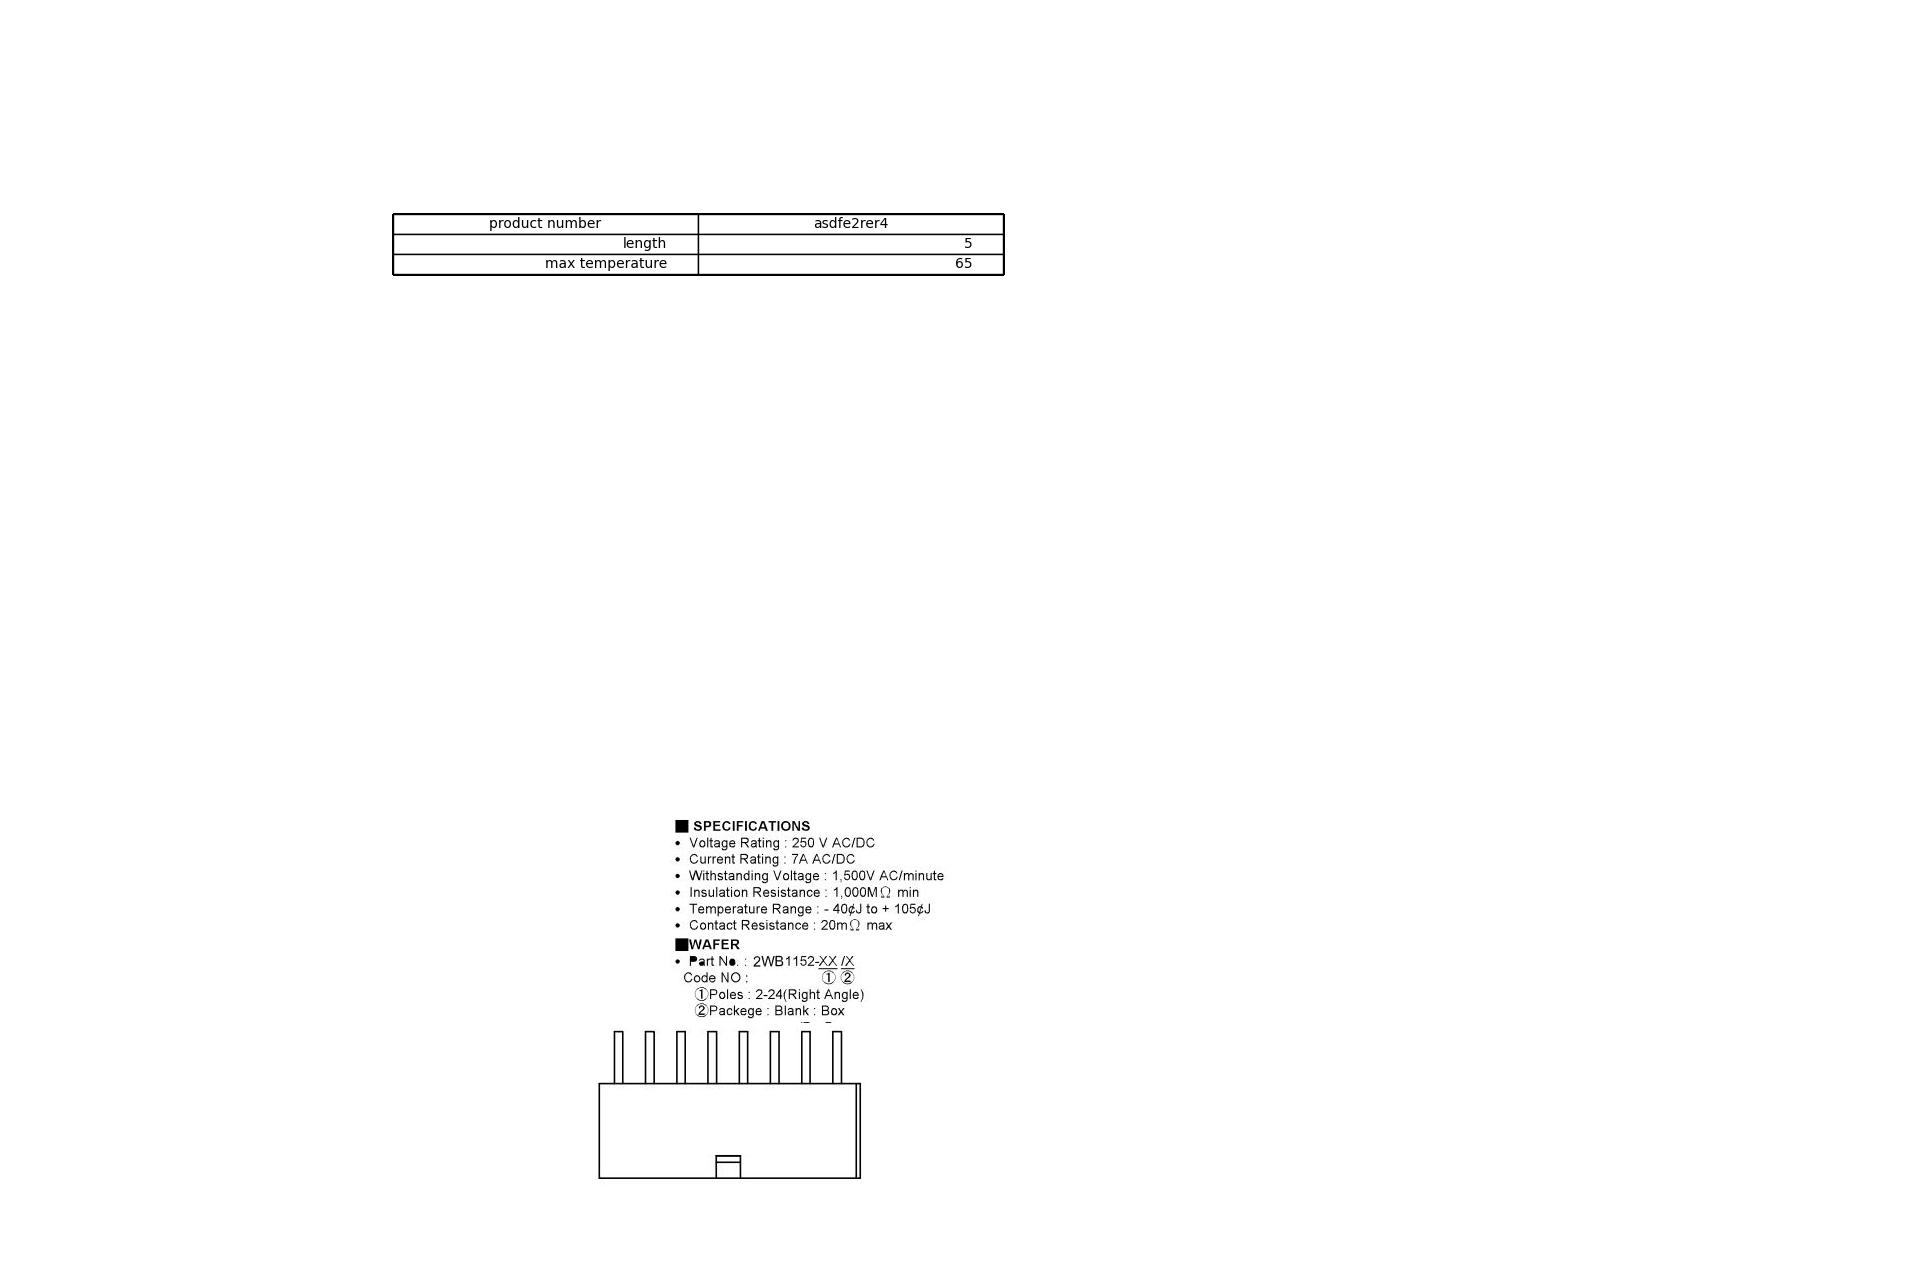 product number asdfe2rer4
length 5
max temperature 65
■ SPECIFICATIONS
• Voltage Rating : 250 V AC/DC
• Current Rating : 7A AC/DC
• Withstanding Voltage : 1,500V AC/minute
• Insulation Resistance : 1,000MΩ min
• Temperature Range : - 40¢J to + 105¢J
• Contact Resistance : 20mΩ max
■WAFER
• Part No. : 2WB1152-XX /X
Code NO : ① ②
①Poles : 2-24(Right Angle)
②Packege : Blank : Box